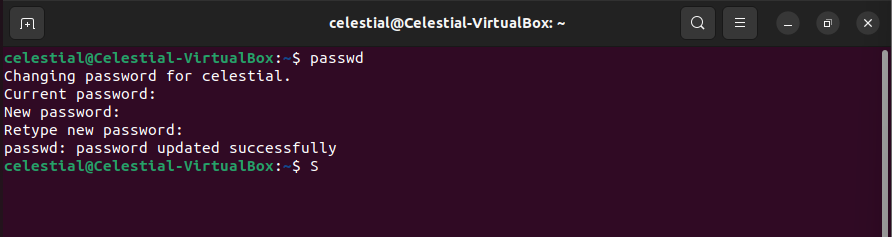 celestial@Celestial-VirtualBox: ~
celestial@Celestial-VirtualBox:~$ passwd
Changing password for celestial.
Current password:
New password:
Retype new password:
passwd: password updated successfully
celestial@Celestial-VirtualBox:~$ S